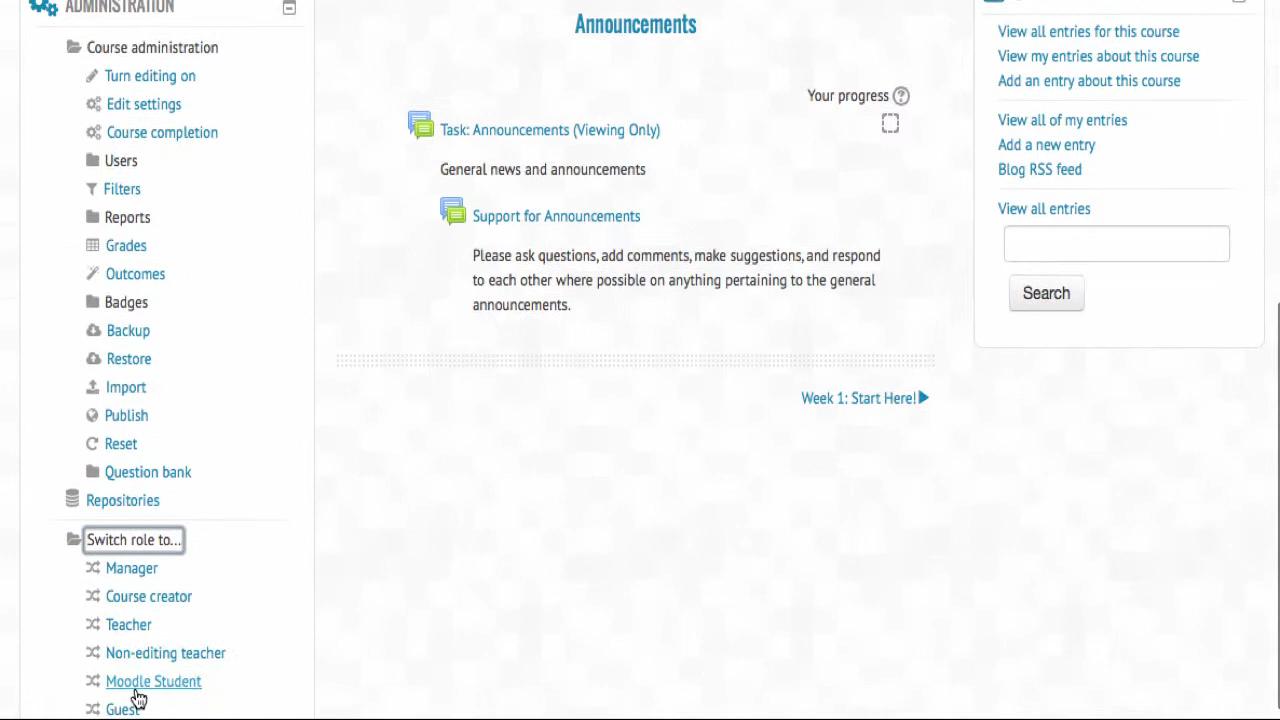 ADMINISTRATION
Course administration
Turn editing on
Edit settings
Course completion
Users
Filters
Reports
Grades
Outcomes
Badges
Backup
Restore
Import
Publish
Reset
Question bank
Repositories
Switch role to...
Manager
Course creator
Teacher
Non-editing teacher
Moodle Student
Guest
Announcements
Your progress
Task: Announcements (Viewing Only)
General news and announcements
Support for Announcements
Please ask questions, add comments, make suggestions, and respond
to each other where possible on anything pertaining to the general
announcements.
Week 1: Start Here!
View all entries for this course
View my entries about this course
Add an entry about this course
View all of my entries
Add a new entry
Blog RSS feed
View all entries
Search